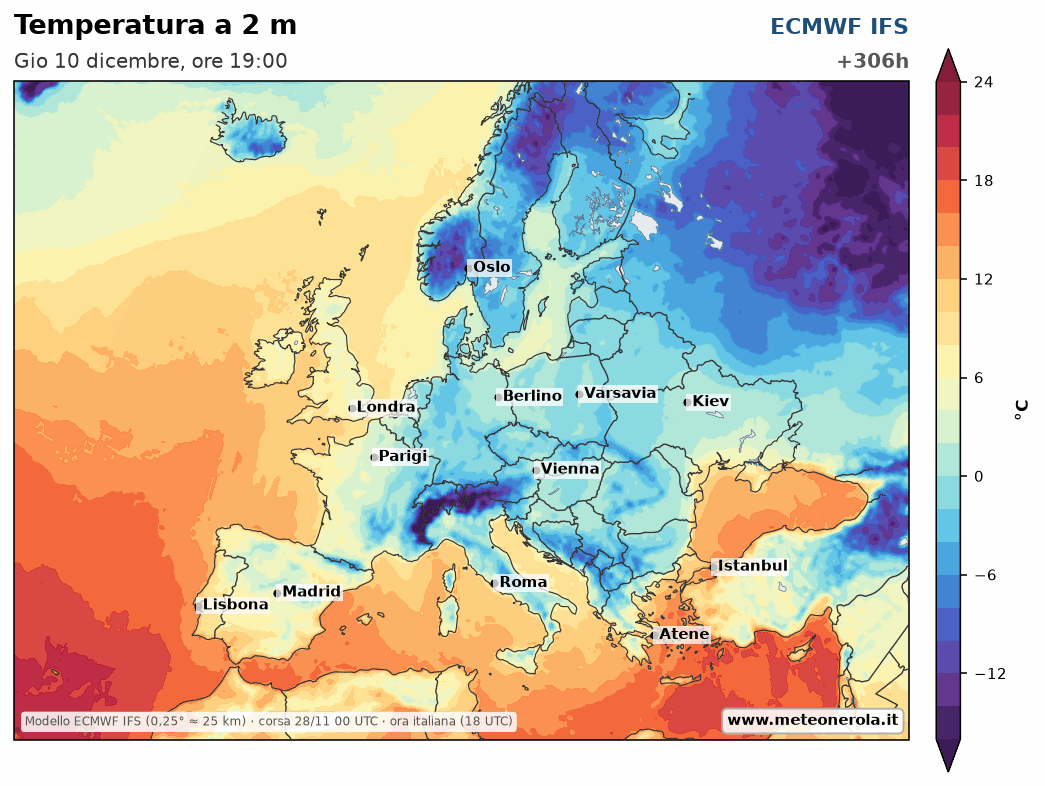 Temperatura a 2 m
ECMWF IFS
Gio 10 dicembre, ore 19:00
+306h
24
18
12
6
0
−6
−12
°C
Oslo
Berlino
Varsavia
Kiev
Londra
Parigi
Vienna
Istanbul
Roma
Madrid
Lisbona
Atene
Modello ECMWF IFS (0,25° ≈ 25 km) · corsa 28/11 00 UTC · ora italiana (18 UTC)
www.meteonerola.it